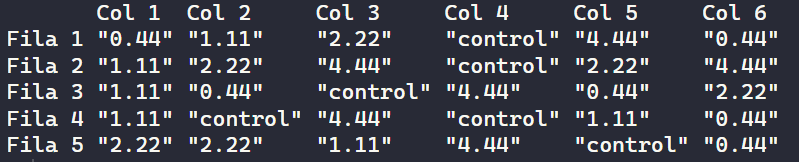 Col 1 Col 2 Col 3 Col 4 Col 5 Col 6
Fila 1 "0.44" "1.11" "2.22" "control" "4.44" "0.44"
Fila 2 "1.11" "2.22" "4.44" "control" "2.22" "4.44"
Fila 3 "1.11" "0.44" "control" "4.44" "0.44" "2.22"
Fila 4 "1.11" "control" "4.44" "control" "1.11" "0.44"
Fila 5 "2.22" "2.22" "1.11" "4.44" "control" "0.44"